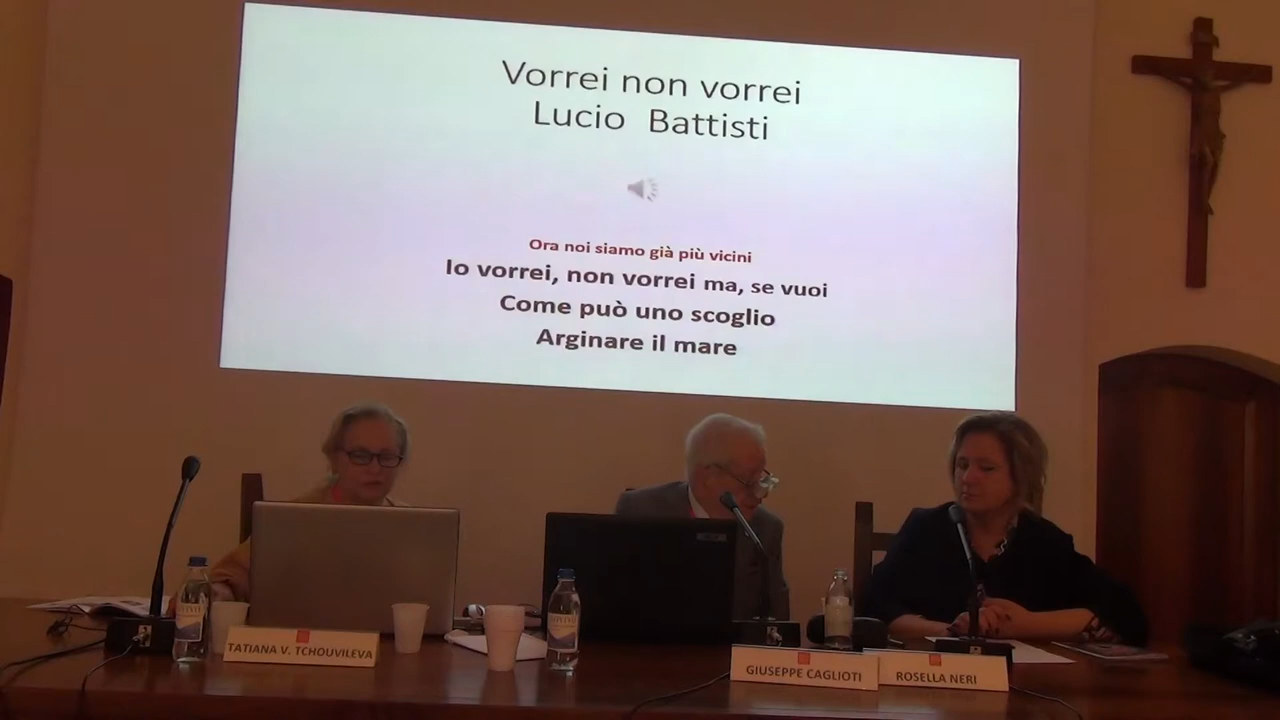 Vorrei non vorrei
Lucio Battisti
Ora noi siamo già più vicini
Io vorrei, non vorrei ma, se vuoi
Come può uno scoglio
Arginare il mare
TATIANA V. TCHOUVILEVA
GIUSEPPE CAGLIOTI
ROSELLA NERI